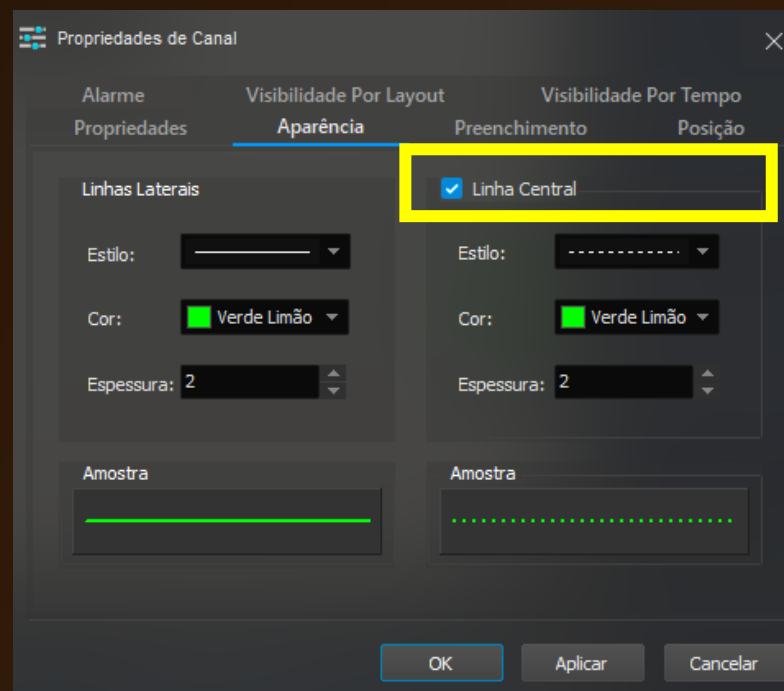 Propriedades de Canal
Alarme Visibilidade Por Layout Visibilidade Por Tempo
Propriedades Aparência Preenchimento Posição
Linhas Laterais
Estilo:
Cor: Verde Limão
Espessura: 2
Amostra
Linha Central
Estilo:
Cor: Verde Limão
Espessura: 2
Amostra
OK Aplicar Cancelar